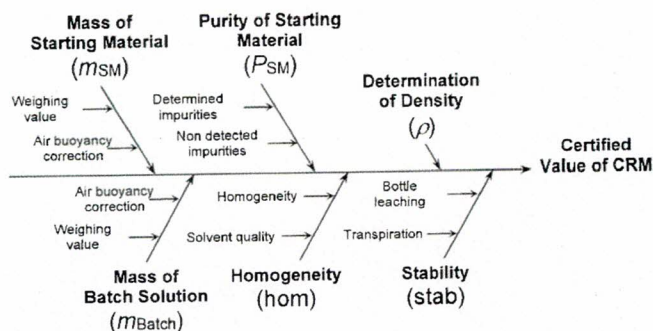 Mass of
Starting Material
(mSM)
Purity of Starting
Material
(PSM)
Determination
of Density
(ρ)
Weighing
value
Air buoyancy
correction
Determined
impurities
Non detected
impurities
Certified
Value of CRM
Air buoyancy
correction
Weighing
value
Homogeneity
Solvent quality
Bottle
leaching
Transpiration
Mass of
Batch Solution
(mBatch)
Homogeneity
(hom)
Stability
(stab)